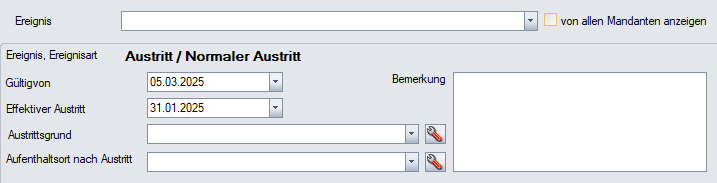 Ereignis von allen Mandanten anzeigen
Ereignis, Ereignisart Austritt / Normaler Austritt
Gültigvon 05.03.2025 Bemerkung
Effektiver Austritt 31.01.2025
Austrittsgrund
Aufenthaltsort nach Austritt